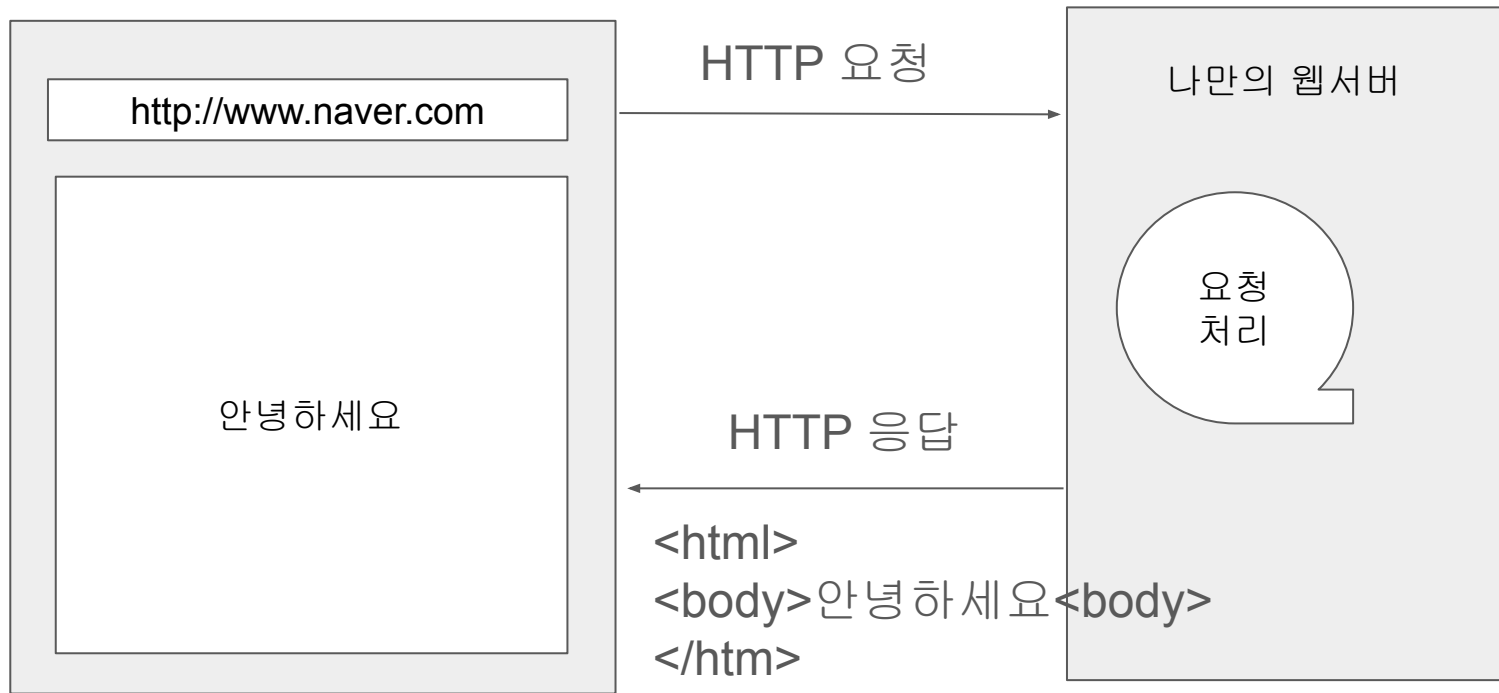 HTTP 요청
나만의 웹서버
http://www.naver.com
요청
처리
안녕하세요
HTTP 응답
<html>
<body>안녕하세요<body>
</htm>